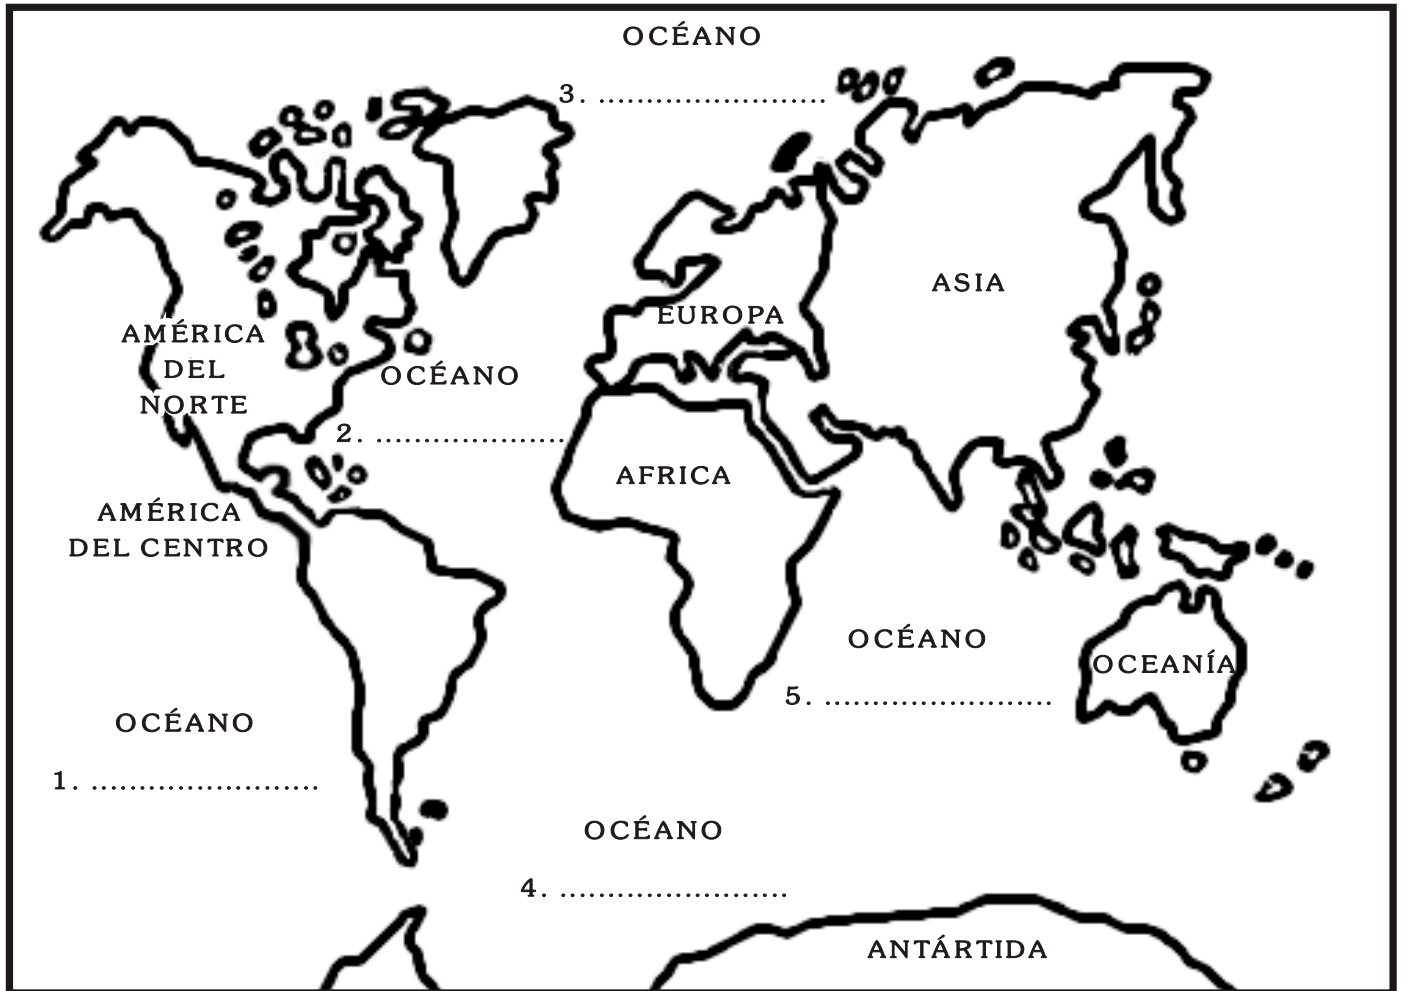 OCÉANO
3. ........................
ASIA
EUROPA
AMÉRICA
DEL
NORTE
OCÉANO
2. ....................
AFRICA
AMÉRICA
DEL CENTRO
OCÉANO
5. ........................
OCEANÍA
OCÉANO
1. ........................
OCÉANO
4. ........................
ANTÁRTIDA